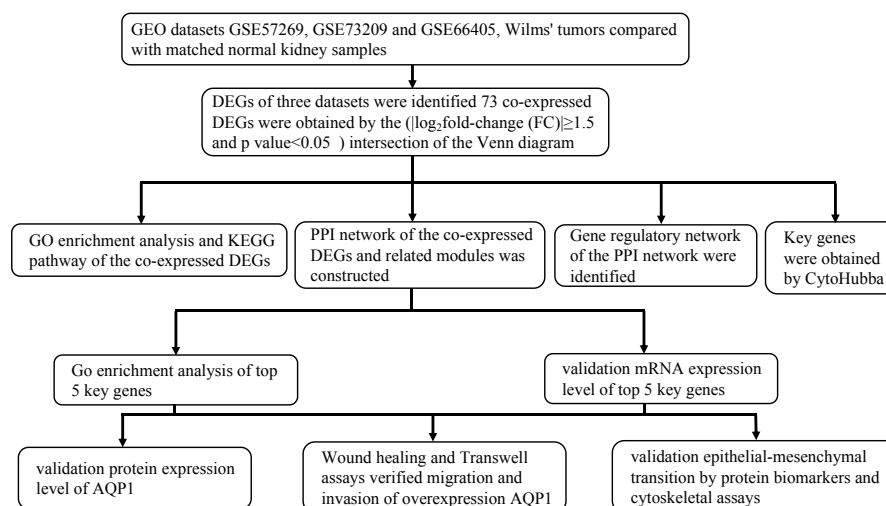 GEO datasets GSE57269, GSE73209 and GSE66405, Wilms' tumors compared
with matched normal kidney samples
DEGs of three datasets were identified 73 co-expressed
DEGs were obtained by the (|log₂fold-change (FC)|≥1.5
and p value<0.05 ) intersection of the Venn diagram
GO enrichment analysis and KEGG
pathway of the co-expressed DEGs
PPI network of the co-expressed
DEGs and related modules was
constructed
Gene regulatory network
of the PPI network were
identified
Key genes
were obtained
by CytoHubba
Go enrichment analysis of top
5 key genes
validation mRNA expression
level of top 5 key genes
validation protein expression
level of AQP1
Wound healing and Transwell
assays verified migration and
invasion of overexpression AQP1
validation epithelial-mesenchymal
transition by protein biomarkers and
cytoskeletal assays